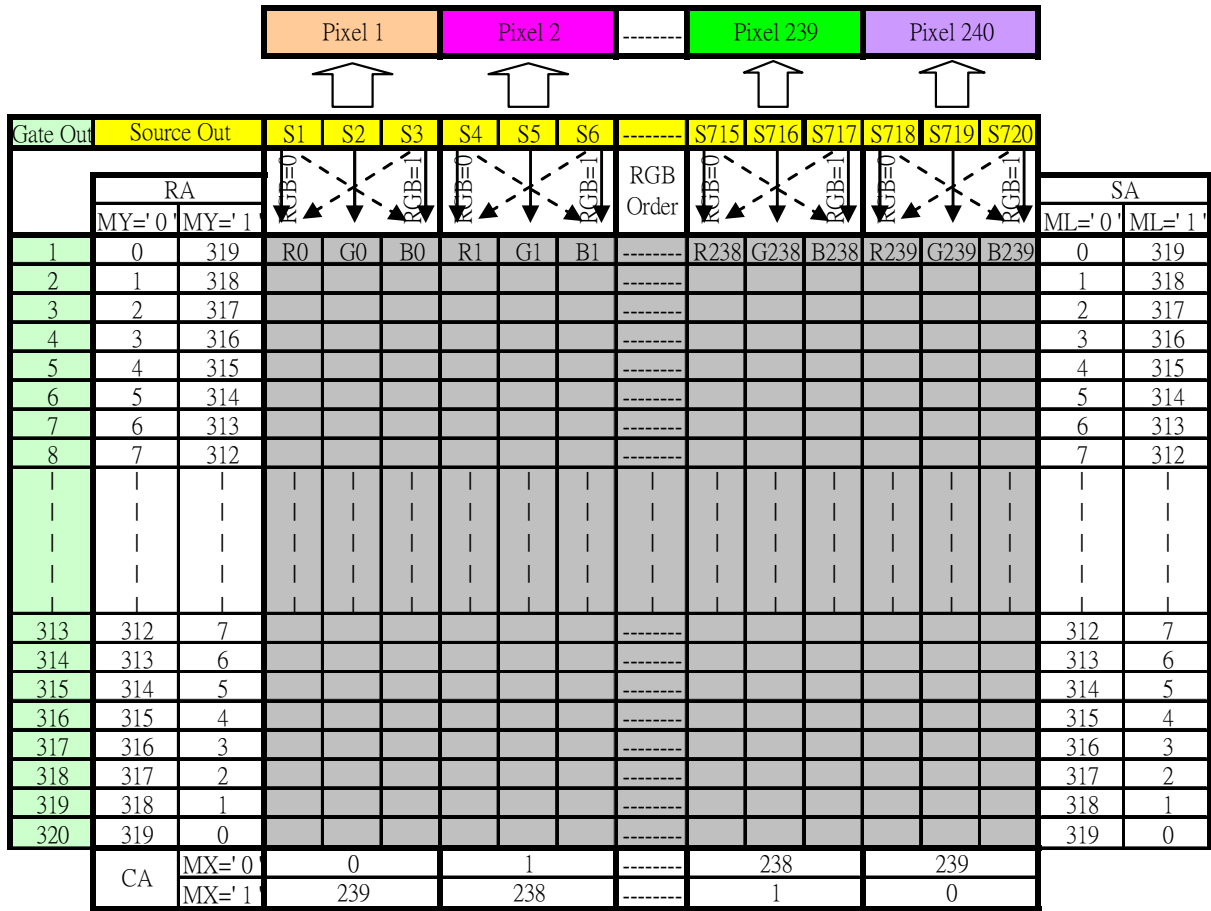 Pixel 1 Pixel 2 -------- Pixel 239 Pixel 240
Gate Out Source Out S1 S2 S3 S4 S5 S6 --------- S715 S716 S717 S718 S719 S720
RGB=0 RGB=1 RGB=0 RGB=1 RGB Order RGB=0 RGB=1 RGB=0 RGB=1
RA SA
MY=' 0 ' MY=' 1 ' ML=' 0 ' ML=' 1 '
1 0 319 R0 G0 B0 R1 G1 B1 --------- R238 G238 B238 R239 G239 B239 0 319
2 1 318 --------- 1 318
3 2 317 --------- 2 317
4 3 316 --------- 3 316
5 4 315 --------- 4 315
6 5 314 --------- 5 314
7 6 313 --------- 6 313
8 7 312 --------- 7 312
313 312 7 --------- 312 7
314 313 6 --------- 313 6
315 314 5 --------- 314 5
316 315 4 --------- 315 4
317 316 3 --------- 316 3
318 317 2 --------- 317 2
319 318 1 --------- 318 1
320 319 0 --------- 319 0
CA MX=' 0 ' 0 1 --------- 238 239
MX=' 1 ' 239 238 --------- 1 0